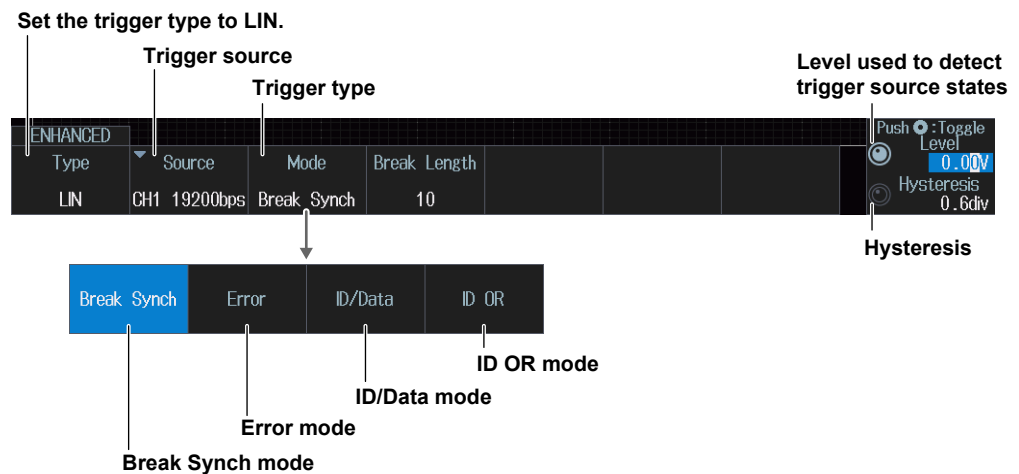 Set the trigger type to LIN.
Trigger source
Trigger type
Level used to detect
trigger source states
ENHANCED
Type
Source
Mode
Break Length
LIN
CH1 19200bps
Break Synch
10
Push :Toggle
Level
0.00V
Hysteresis
0.6div
Hysteresis
Break Synch
Error
ID/Data
ID OR
ID OR mode
ID/Data mode
Error mode
Break Synch mode